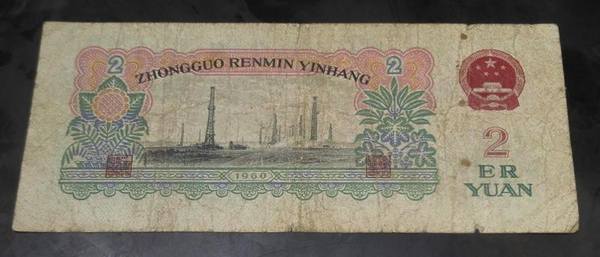 2
ZHONGGUO RENMIN YINHANG
2
1960
2
ER
YUAN